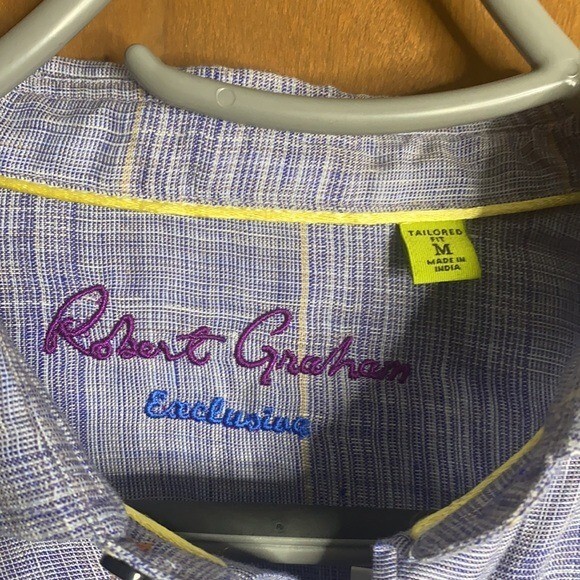 TAILORED
FIT
M
MADE IN
INDIA
Robert Graham
Exclusive